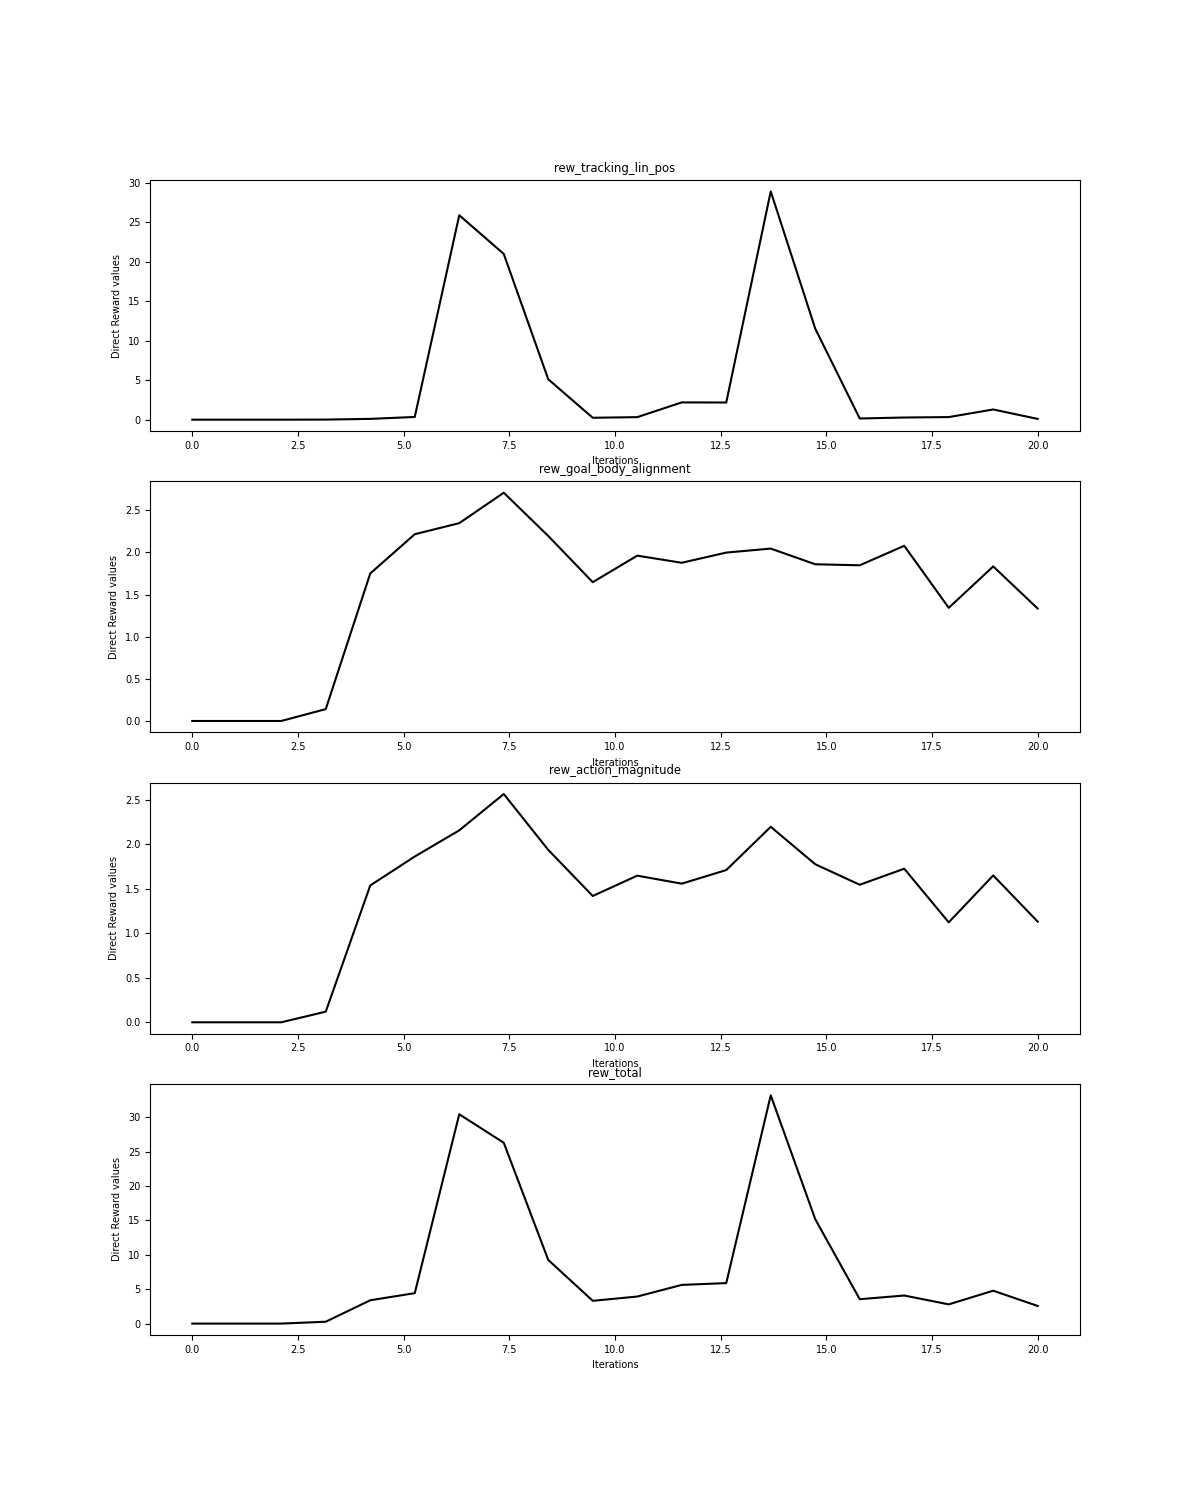 rew_tracking_lin_pos
30
25
20
15
10
5
0
Direct Reward values
0.0 2.5 5.0 7.5 10.0 12.5 15.0 17.5 20.0
Iterations
rew_goal_body_alignment
2.5
2.0
1.5
1.0
0.5
0.0
Direct Reward values
0.0 2.5 5.0 7.5 10.0 12.5 15.0 17.5 20.0
Iterations
rew_action_magnitude
2.5
2.0
1.5
1.0
0.5
0.0
Direct Reward values
0.0 2.5 5.0 7.5 10.0 12.5 15.0 17.5 20.0
Iterations
rew_total
30
25
20
15
10
5
0
Direct Reward values
0.0 2.5 5.0 7.5 10.0 12.5 15.0 17.5 20.0
Iterations